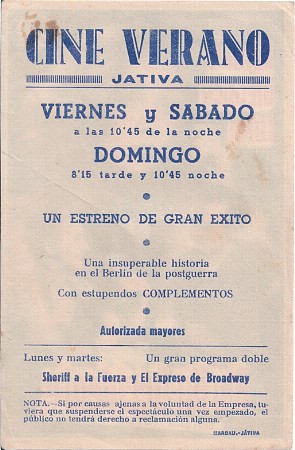 CINE VERANO
JATIVA
VIERNES y SABADO
a las 10'45 de la noche
DOMINGO
8'15 tarde y 10'45 noche
UN ESTRENO DE GRAN EXITO
Una insuperable historia
en el Berlín de la postguerra
Con estupendos COMPLEMENTOS
Autorizada mayores
Lunes y martes: Un gran programa doble
Sheriff a la Fuerza y El Expreso de Broadway
NOTA.—Si por causas ajenas a la voluntad de la Empresa, tu-
viera que suspenderse el espectáculo una vez empezado, el
público no tendrá derecho a reclamación alguna.
MARBAU.-JÁTIVA